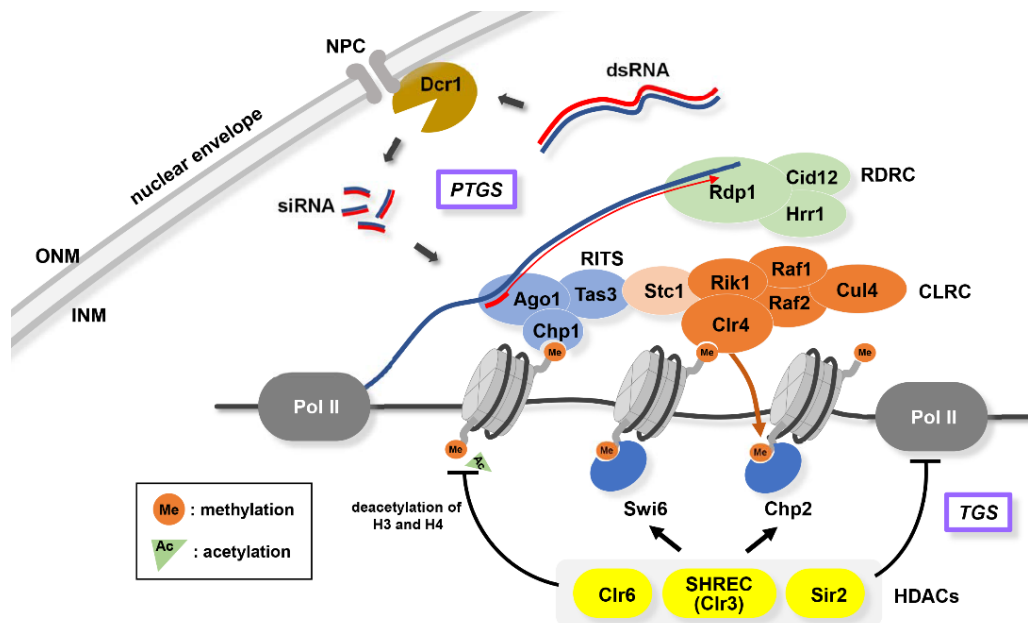 NPC
Dcr1
dsRNA
nuclear envelope
siRNA
PTGS
Rdp1
Cid12
Hrr1
RDRC
ONM
INM
RITS
Ago1
Tas3
Chp1
Stc1
Rik1
Raf1
Raf2
Cul4
Clr4
CLRC
Me
Me
Me
Pol II
Pol II
Me
Ac
Me
Me
deacetylation of
H3 and H4
Swi6
Chp2
TGS
Me : methylation
Ac : acetylation
Clr6
SHREC
(Clr3)
Sir2
HDACs